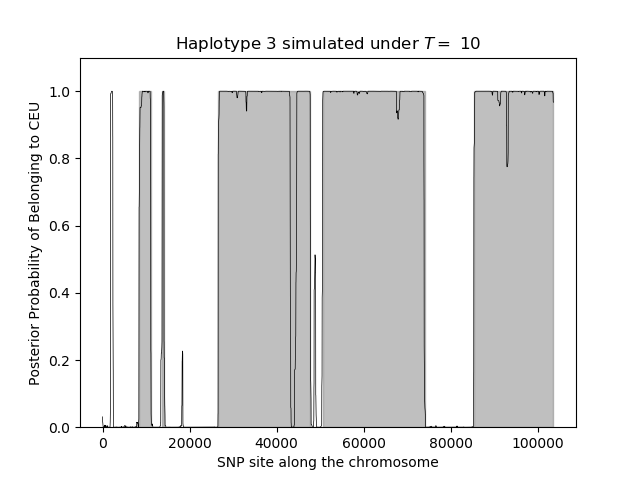 Haplotype 3 simulated under T = 10
Posterior Probability of Belonging to CEU
1.0
0.8
0.6
0.4
0.2
0.0
0 20000 40000 60000 80000 100000
SNP site along the chromosome